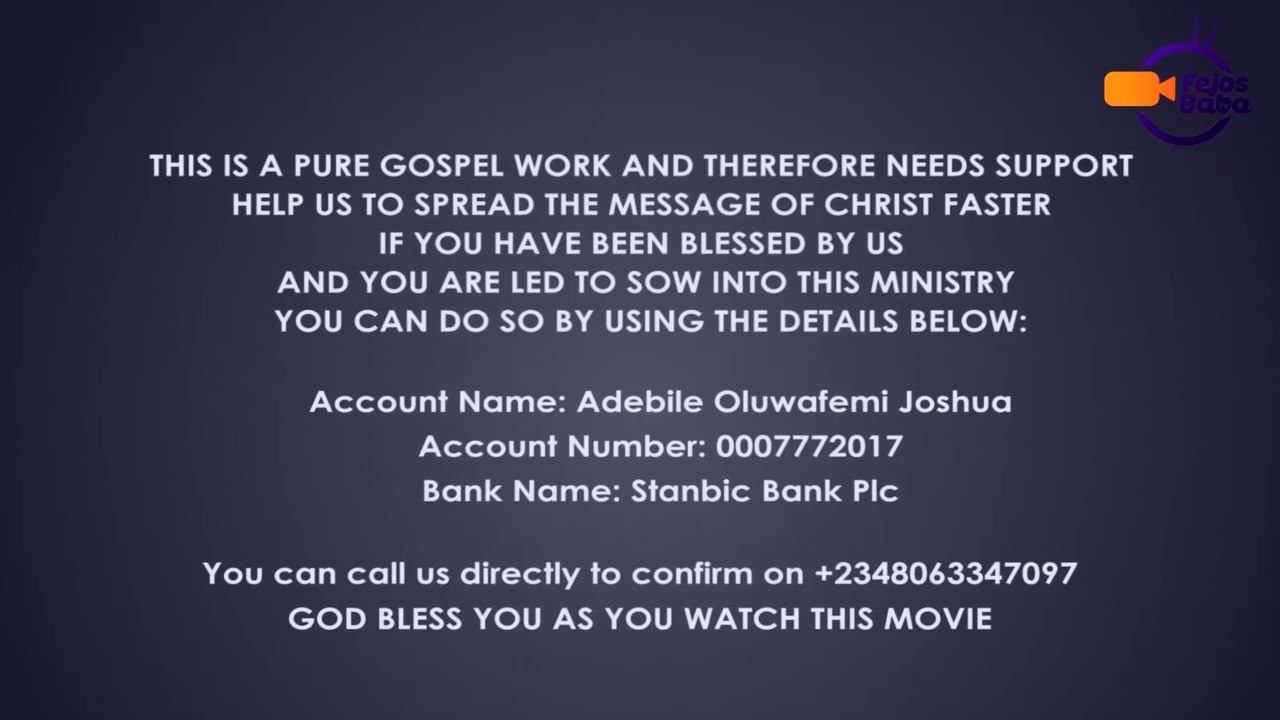 Fejos
Baba
TV
THIS IS A PURE GOSPEL WORK AND THEREFORE NEEDS SUPPORT
HELP US TO SPREAD THE MESSAGE OF CHRIST FASTER
IF YOU HAVE BEEN BLESSED BY US
AND YOU ARE LED TO SOW INTO THIS MINISTRY
YOU CAN DO SO BY USING THE DETAILS BELOW:
Account Name: Adebile Oluwafemi Joshua
Account Number: 0007772017
Bank Name: Stanbic Bank Plc
You can call us directly to confirm on +2348063347097
GOD BLESS YOU AS YOU WATCH THIS MOVIE